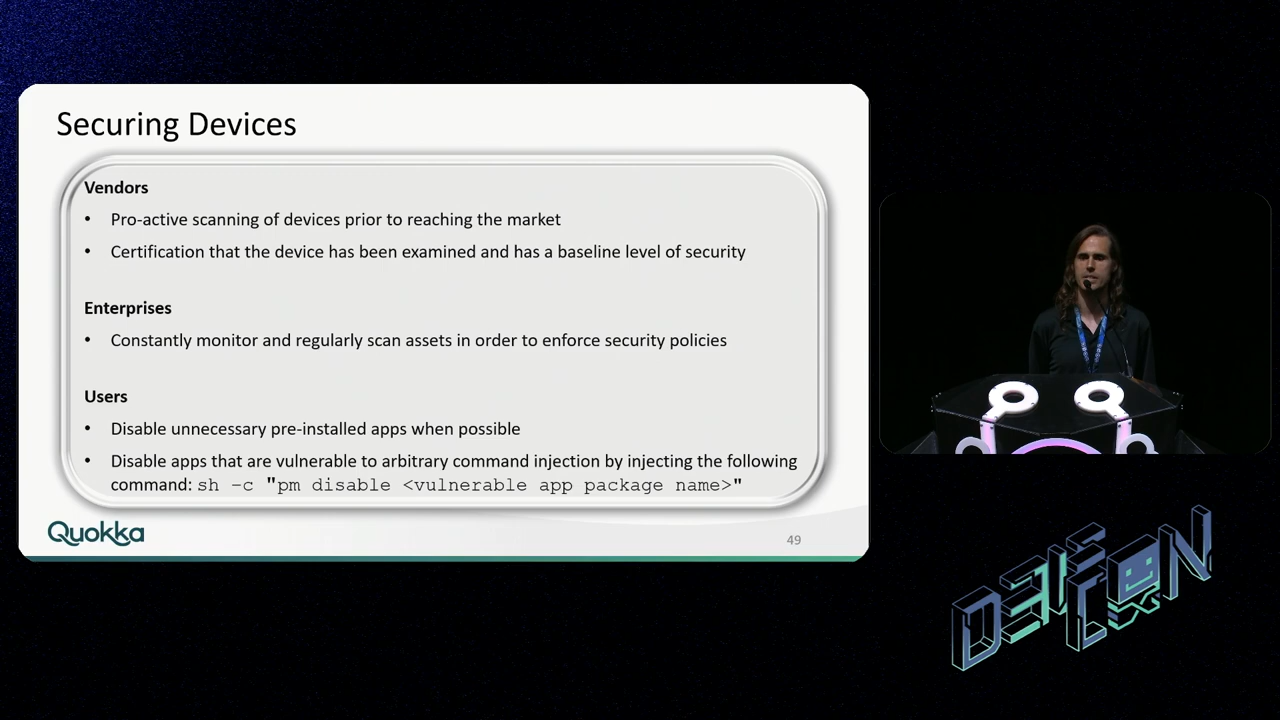 Securing Devices
Vendors
• Pro-active scanning of devices prior to reaching the market
• Certification that the device has been examined and has a baseline level of security
Enterprises
• Constantly monitor and regularly scan assets in order to enforce security policies
Users
• Disable unnecessary pre-installed apps when possible
• Disable apps that are vulnerable to arbitrary command injection by injecting the following
command: sh -c "pm disable <vulnerable app package name>"
Quokka
49
DEF CON